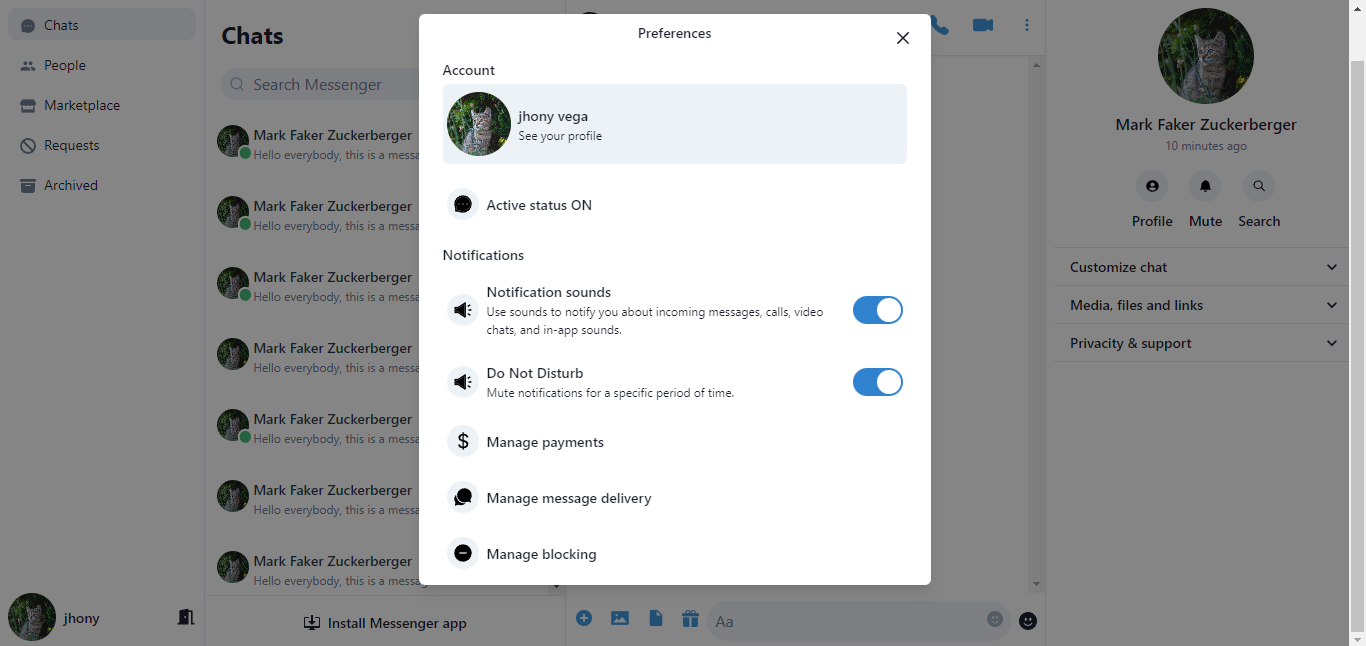 Chats
People
Marketplace
Requests
Archived
jhony
Chats
Search Messenger
Mark Faker Zuckerberger
Hello everybody, this is a messa
Mark Faker Zuckerberger
Hello everybody, this is a messa
Mark Faker Zuckerberger
Hello everybody, this is a messa
Mark Faker Zuckerberger
Hello everybody, this is a messa
Mark Faker Zuckerberger
Hello everybody, this is a messa
Mark Faker Zuckerberger
Hello everybody, this is a messa
Mark Faker Zuckerberger
Hello everybody, this is a messag
Install Messenger app
Preferences
Account
jhony vega
See your profile
Active status ON
Notifications
Notification sounds
Use sounds to notify you about incoming messages, calls, video
chats, and in-app sounds.
Do Not Disturb
Mute notifications for a specific period of time.
$
Manage payments
Manage message delivery
Manage blocking
Aa
Mark Faker Zuckerberger
10 minutes ago
Profile Mute Search
Customize chat
Media, files and links
Privacity & support